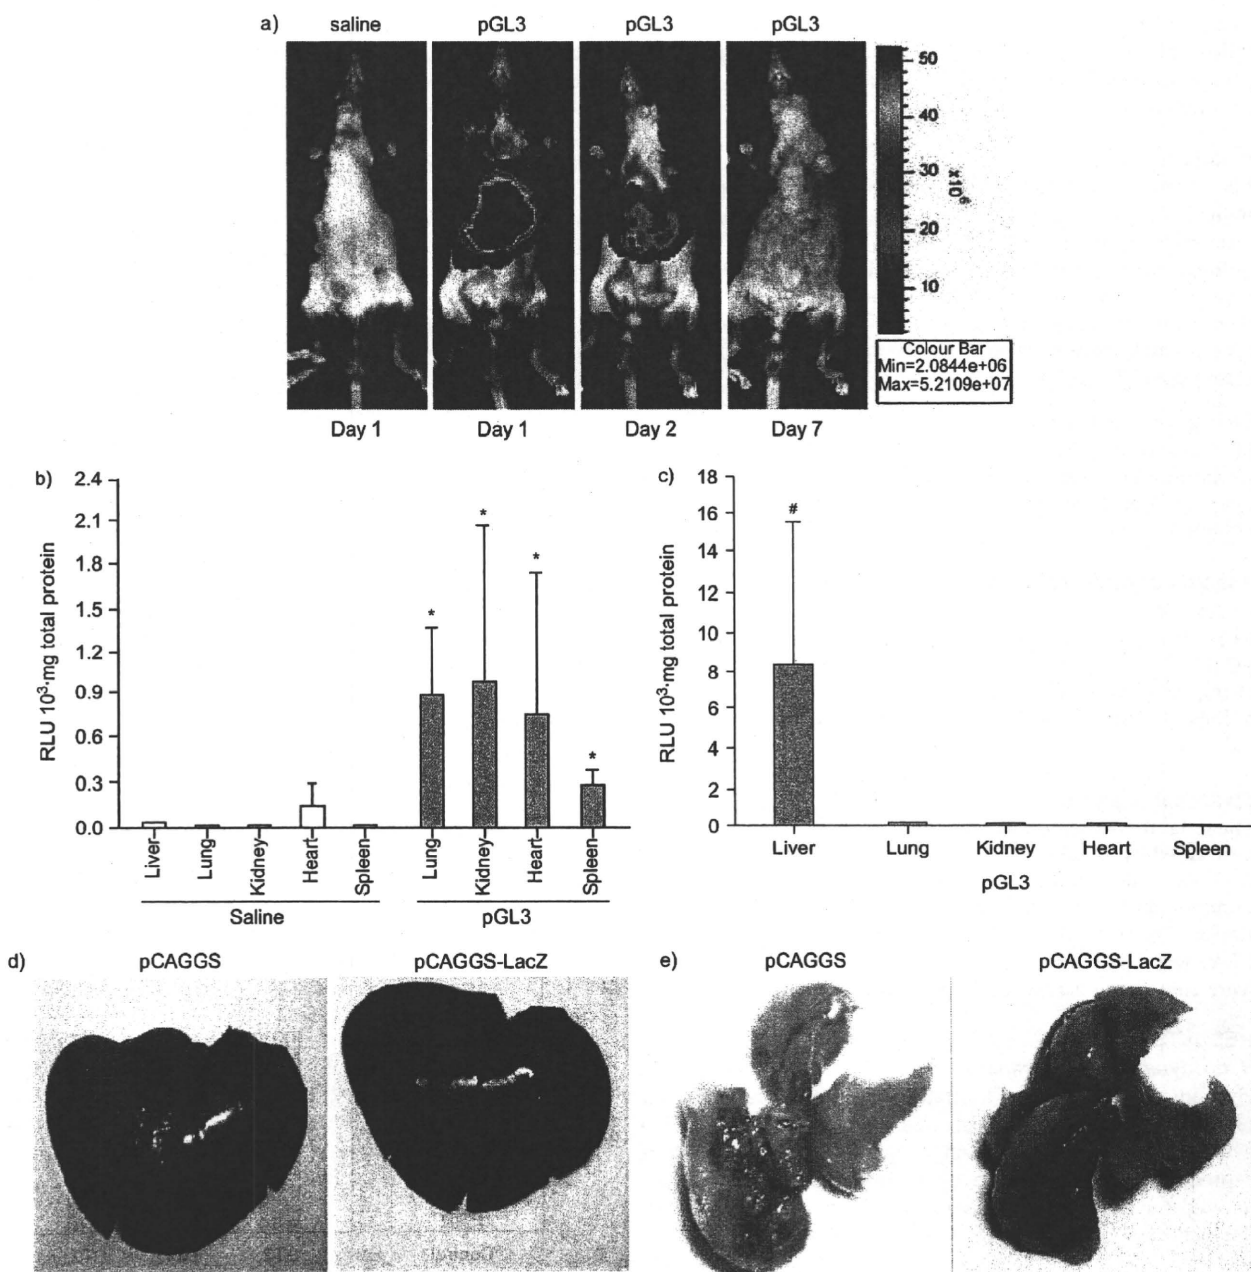 a) saline pGL3 pGL3 pGL3
50
40
30
20
10
x10⁶
Colour Bar
Min=2.0844e+06
Max=5.2109e+07
Day 1 Day 1 Day 2 Day 7
b)
RLU 10³·mg total protein
2.4
2.1
1.8
1.5
1.2
0.9
0.6
0.3
0.0
* * * *
Liver Lung Kidney Heart Spleen Lung Kidney Heart Spleen
Saline pGL3
c)
RLU 10³·mg total protein
18
16
14
12
10
8
6
4
2
0
#
Liver Lung Kidney Heart Spleen
pGL3
d) pCAGGS pCAGGS-LacZ
e) pCAGGS pCAGGS-LacZ